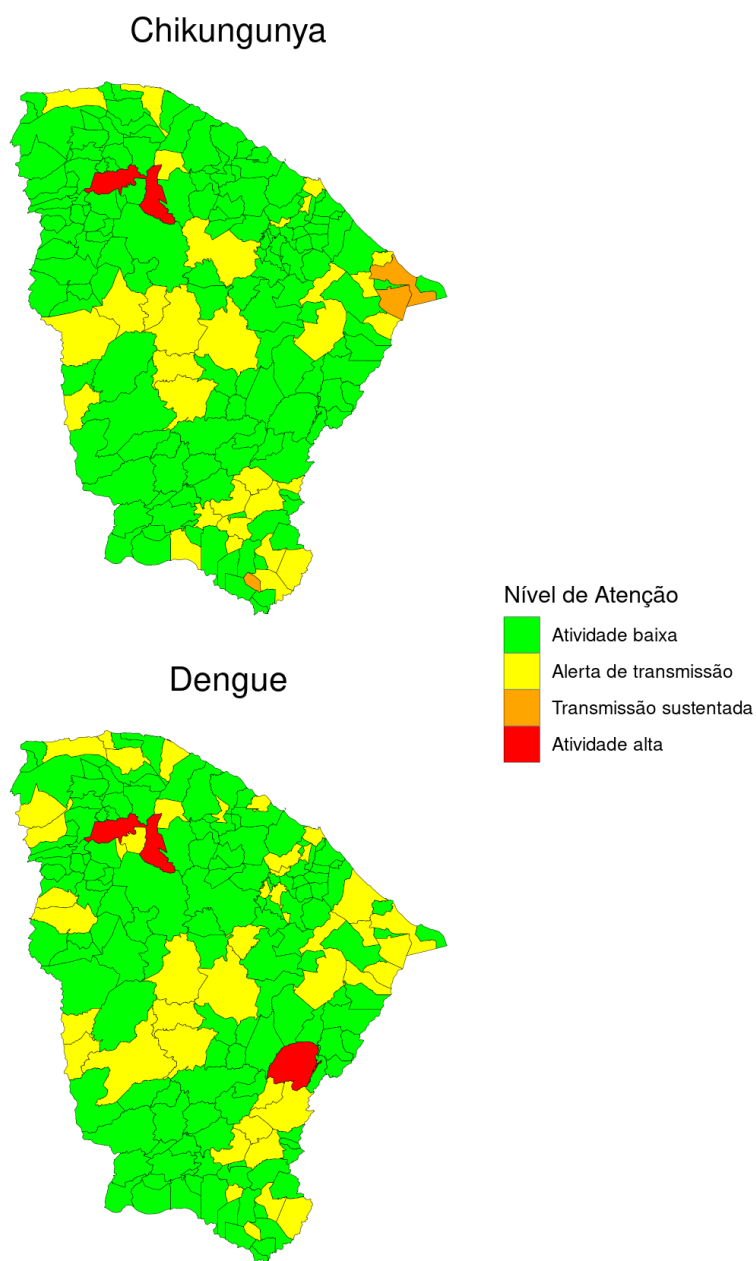 Chikungunya
Nível de Atenção
Atividade baixa
Alerta de transmissão
Transmissão sustentada
Atividade alta
Dengue